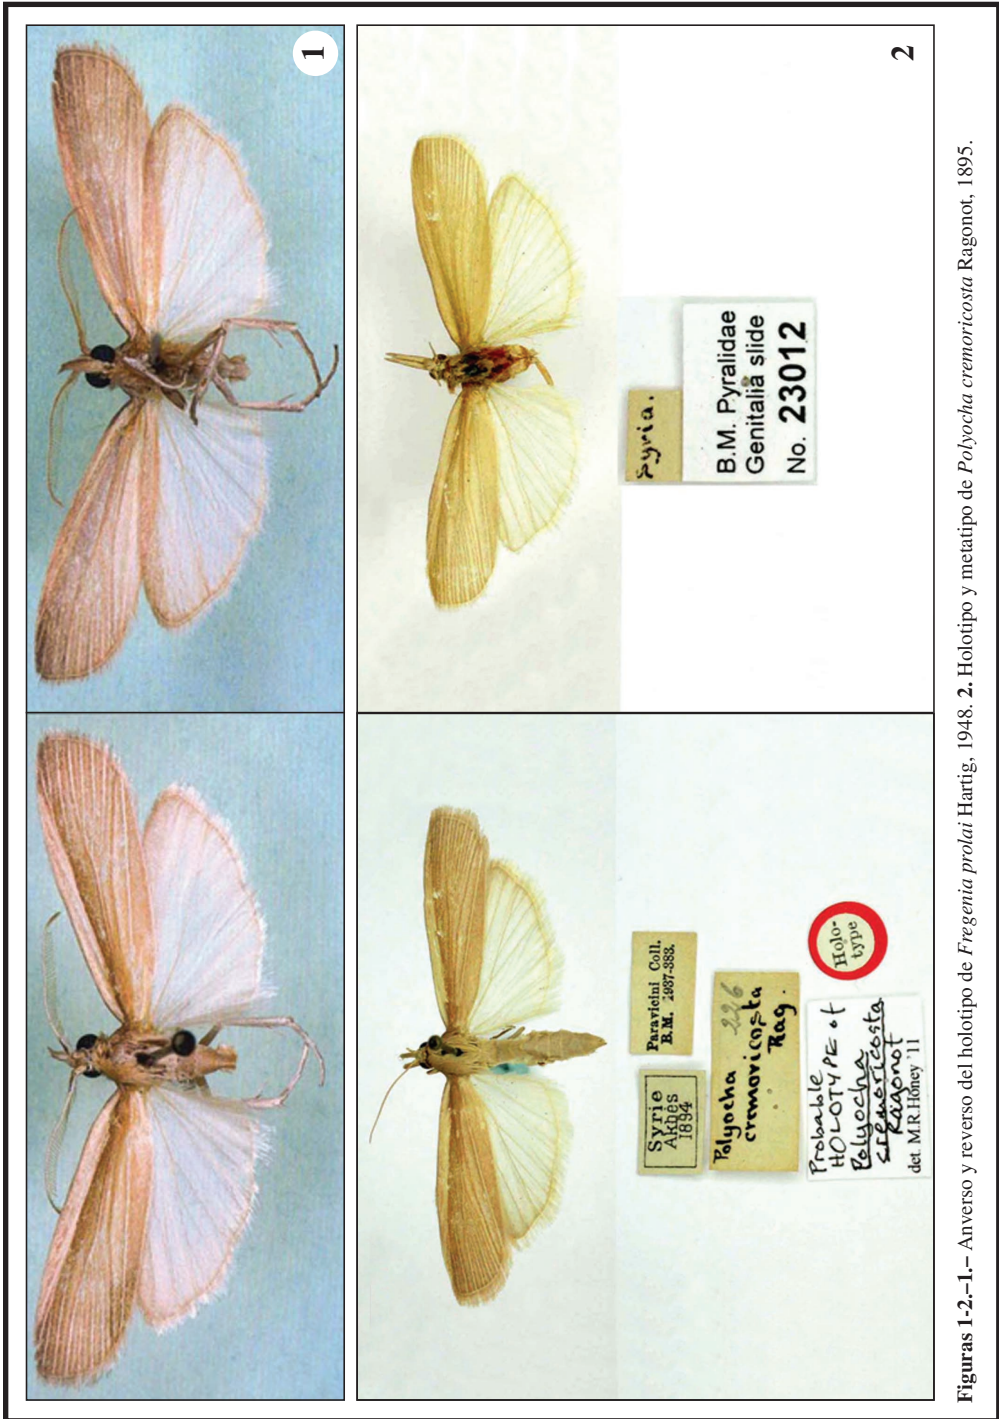 1
2
Syrie
Akbès
1894
Paravicini Coll.
B.M. 1937-383.
Polyocha 226
cremoricosta
Rag.
Probable
HOLOTYPE of
Polyocha
cremoricosta
Ragonot
det. M.R.Honey '11
Holo-
type
Syria.
B.M. Pyralidae
Genitalia slide
No. 23012
Figuras 1-2.–1.– Anverso y reverso del holotipo de Fregenia prolai Hartig, 1948. 2. Holotipo y metatipo de Polyocha cremoricosta Ragonot, 1895.